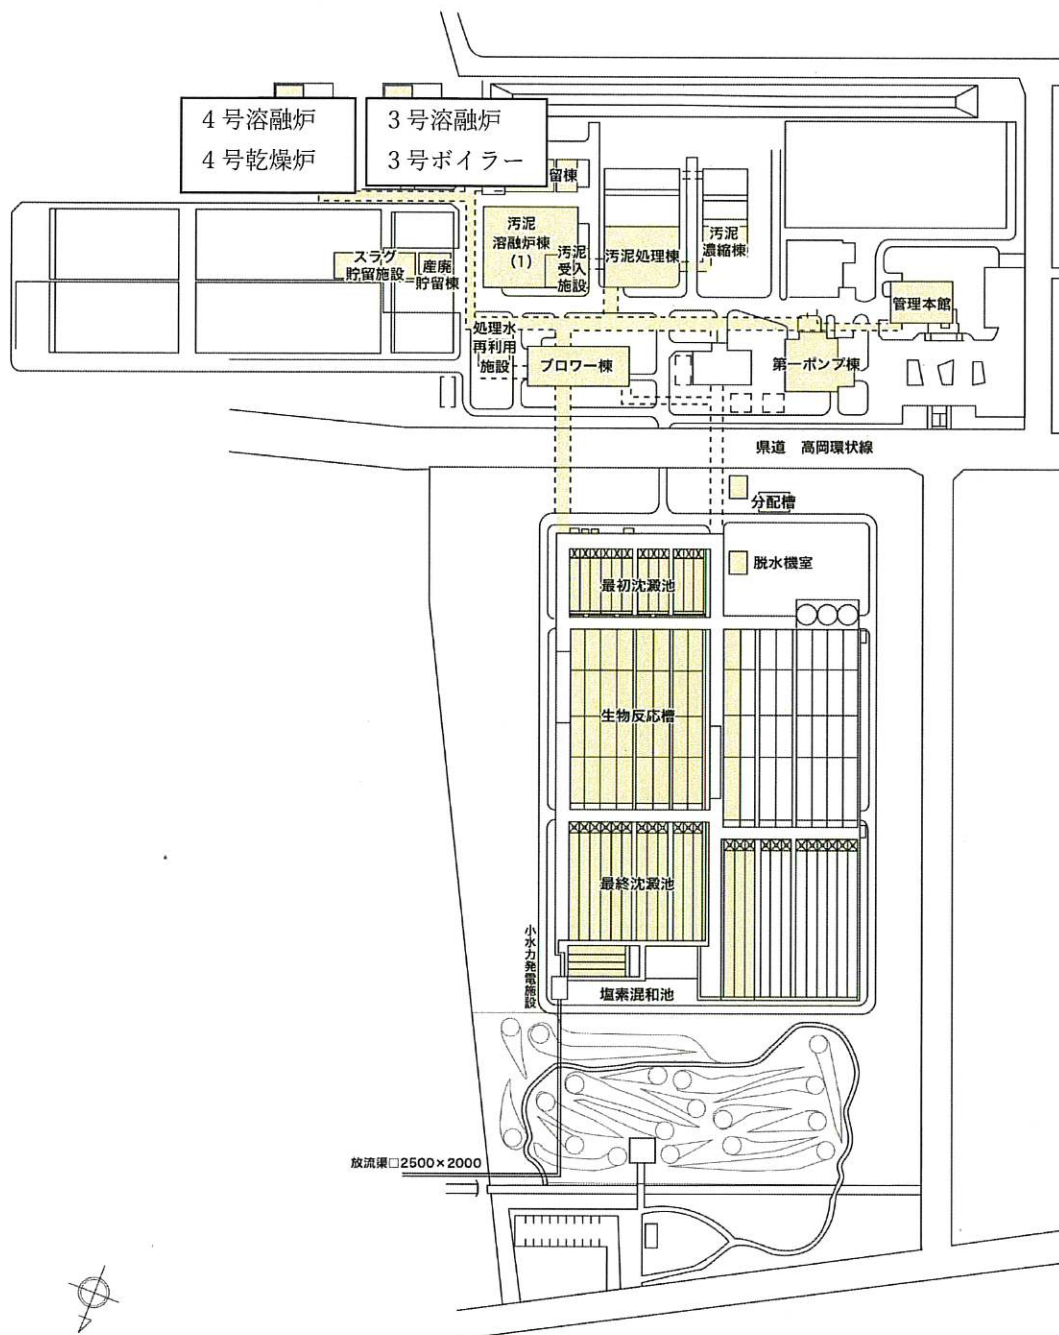 4号溶融炉
4号乾燥炉
3号溶融炉
3号ボイラー
留棟
汚泥
溶融炉棟
(1)
汚泥
受入
施設
汚泥処理棟
汚泥
濃縮棟
スラグ
貯留施設
産廃
貯留棟
管理本館
処理水
再利用
施設
ブロワー棟
第一ポンプ棟
県道 高岡環状線
分配槽
最初沈澱池
脱水機室
生物反応槽
最終沈澱池
小水力発電施設
塩素混和池
放流渠□2500×2000